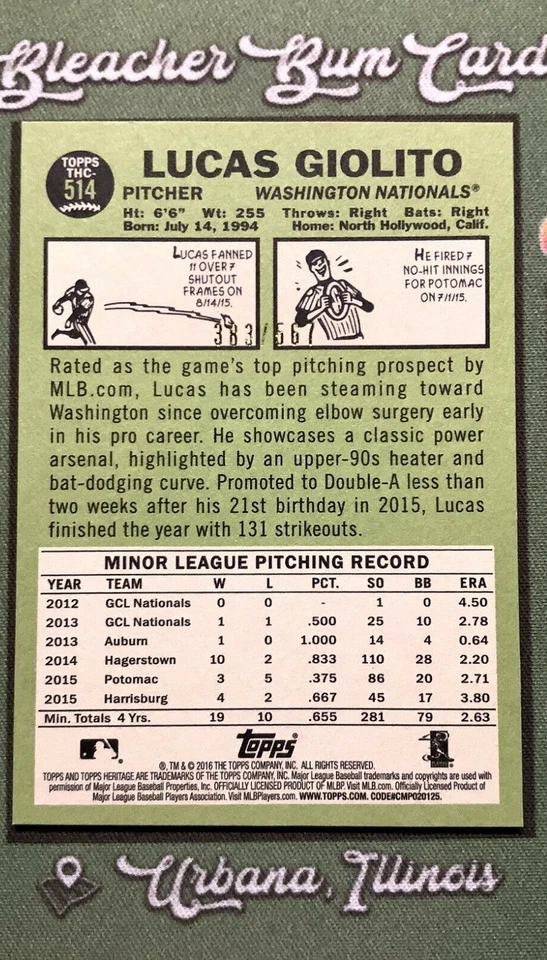 Bleacher Bum Card
TOPPS
THC-
514
LUCAS GIOLITO
PITCHER WASHINGTON NATIONALS®
Ht: 6'6" Wt: 255 Throws: Right Bats: Right
Born: July 14, 1994 Home: North Hollywood, Calif.
LUCAS FANNED
11 OVER 7
SHUTOUT
FRAMES ON
8/14/15.
HE FIRED 7
NO-HIT INNINGS
FOR POTOMAC
ON 7/1/15.
383/567
Rated as the game's top pitching prospect by
MLB.com, Lucas has been steaming toward
Washington since overcoming elbow surgery early
in his pro career. He showcases a classic power
arsenal, highlighted by an upper-90s heater and
bat-dodging curve. Promoted to Double-A less than
two weeks after his 21st birthday in 2015, Lucas
finished the year with 131 strikeouts.
MINOR LEAGUE PITCHING RECORD
YEAR TEAM W L PCT. SO BB ERA
2012 GCL Nationals 0 0 - 1 0 4.50
2013 GCL Nationals 1 1 .500 25 10 2.78
2013 Auburn 1 0 1.000 14 4 0.64
2014 Hagerstown 10 2 .833 110 28 2.20
2015 Potomac 3 5 .375 86 20 2.71
2015 Harrisburg 4 2 .667 45 17 3.80
Min. Totals 4 Yrs. 19 10 .655 281 79 2.63
Topps
®, TM & © 2016 THE TOPPS COMPANY, INC. ALL RIGHTS RESERVED.
TOPPS AND TOPPS HERITAGE ARE TRADEMARKS OF THE TOPPS COMPANY, INC. Major League Baseball trademarks and copyrights are used with
permission of Major League Baseball Properties, Inc. OFFICIALLY LICENSED PRODUCT OF MLBP. Visit MLB.com. Officially Licensed Product of
Major League Baseball Players Association. Visit MLBPlayers.com. WWW.TOPPS.COM. CODE#CMP020125.
Urbana, Illinois